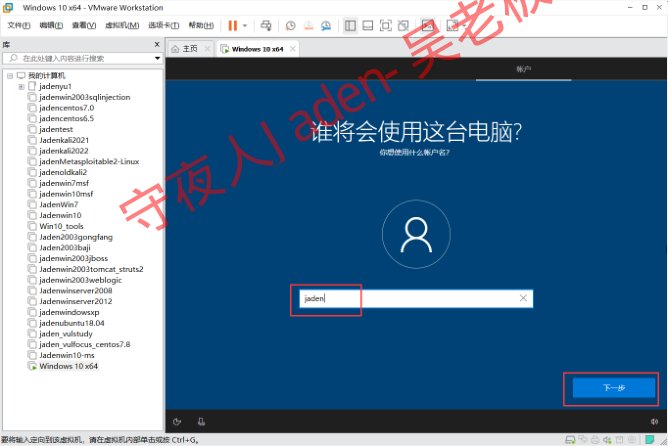 Windows 10 x64 - VMware Workstation
文件(F) 编辑(E) 查看(V) 虚拟机(M) 选项卡(T) 帮助(H)
库
在此处键入内容进行搜索
主页
Windows 10 x64
我的计算机
jadenyu1
jadenwin2003sqlinjection
jadencentos7.0
jadencentos6.5
jadentest
Jadenkali2021
jadenkali2022
jadenMetasploitable2-Linux
jadenoldkali2
jadenwin7msf
jadenwin10msf
JadenWin7
Jadenwin10
Win10_tools
Jaden2003gongfang
Jaden2003baji
jadenwin2003jboss
Jadenwin2003tomcat_struts2
jadenwin2003weblogic
Jadenwinserver2008
Jadenwinserver2012
jadenwindowsxp
jadenubuntu18.04
jaden_vulstudy
jaden_vulfocus_centos7.8
Jadenwin10-ms
Windows 10 x64
帐户
谁将会使用这台电脑?
你想使用什么帐户名?
jaden
下一步
守夜人Jaden-吴老板
要将输入定向到该虚拟机，请在虚拟机内部单击或按 Ctrl+G。